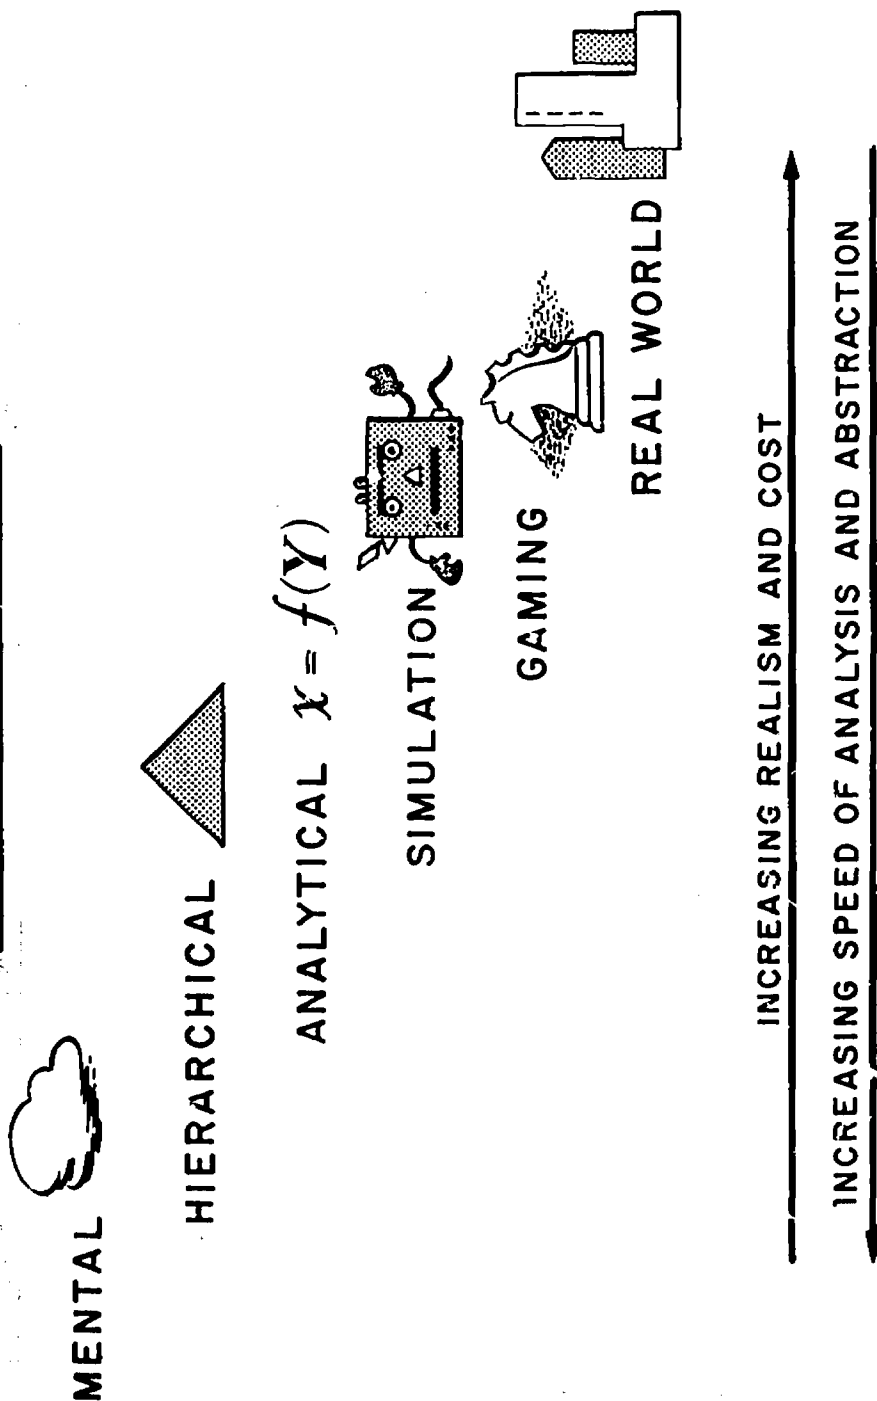 MENTAL
HIERARCHICAL
ANALYTICAL x = f(Y)
SIMULATION
GAMING
REAL WORLD
INCREASING REALISM AND COST
INCREASING SPEED OF ANALYSIS AND ABSTRACTION